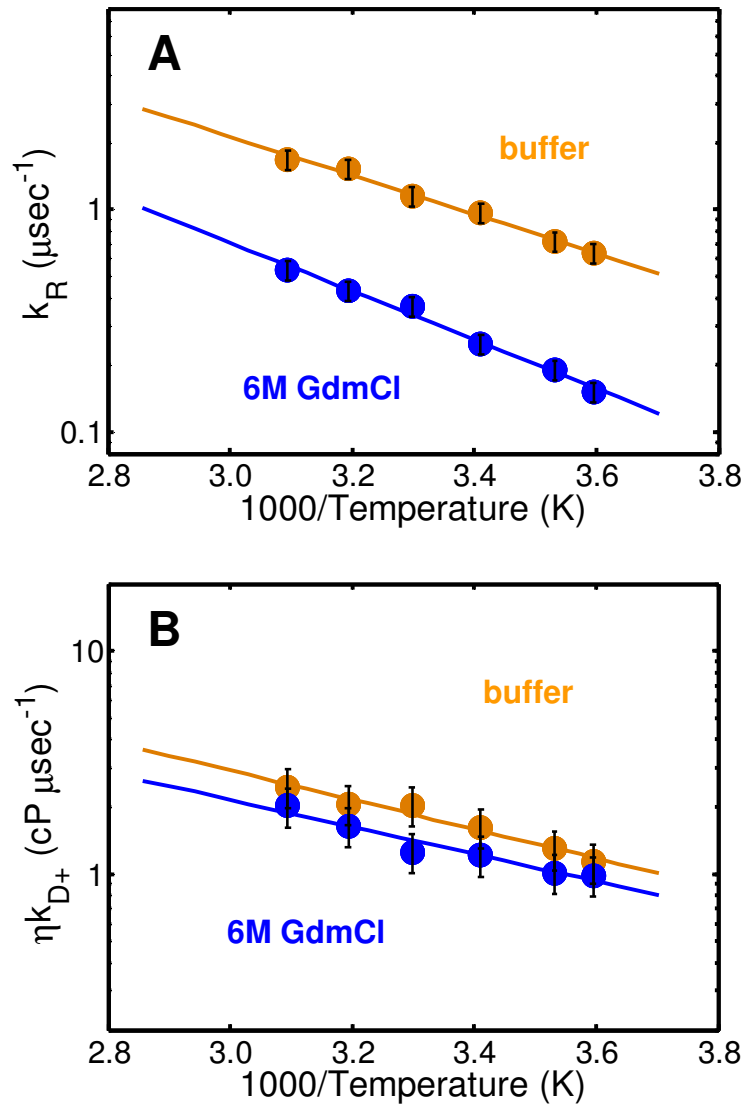 A
buffer
1
k_R (μsec⁻¹)
6M GdmCl
0.1
2.8 3.0 3.2 3.4 3.6 3.8
1000/Temperature (K)
B
10
buffer
ηk_D+ (cP μsec⁻¹)
1
6M GdmCl
2.8 3.0 3.2 3.4 3.6 3.8
1000/Temperature (K)